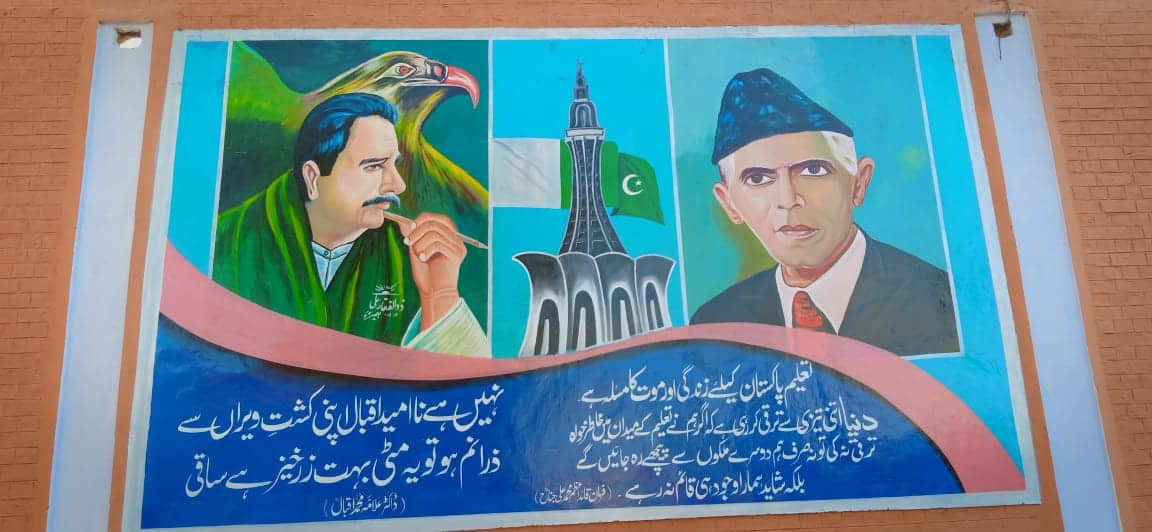 ذوالفقار علی
تعلیم پاکستان کیلئے زندگی اور موت کا مسئلہ ہے۔
دنیا اتنی تیزی سے ترقی کر رہی ہے کہ اگر ہم نے تعلیم کے میدان میں خاطر خواہ
ترقی نہ کی تو نہ صرف ہم دوسرے ملکوں سے پیچھے رہ جائیں گے
بلکہ شاید ہمارا وجود ہی قائم نہ رہے ۔ (فرمان قائداعظم محمد علی جناح)
نہیں ہے ناامید اقبال اپنی کشتِ ویراں سے
ذرا نم ہو تو یہ مٹی بہت زرخیز ہے ساقی
(ڈاکٹر علامہ محمد اقبال)